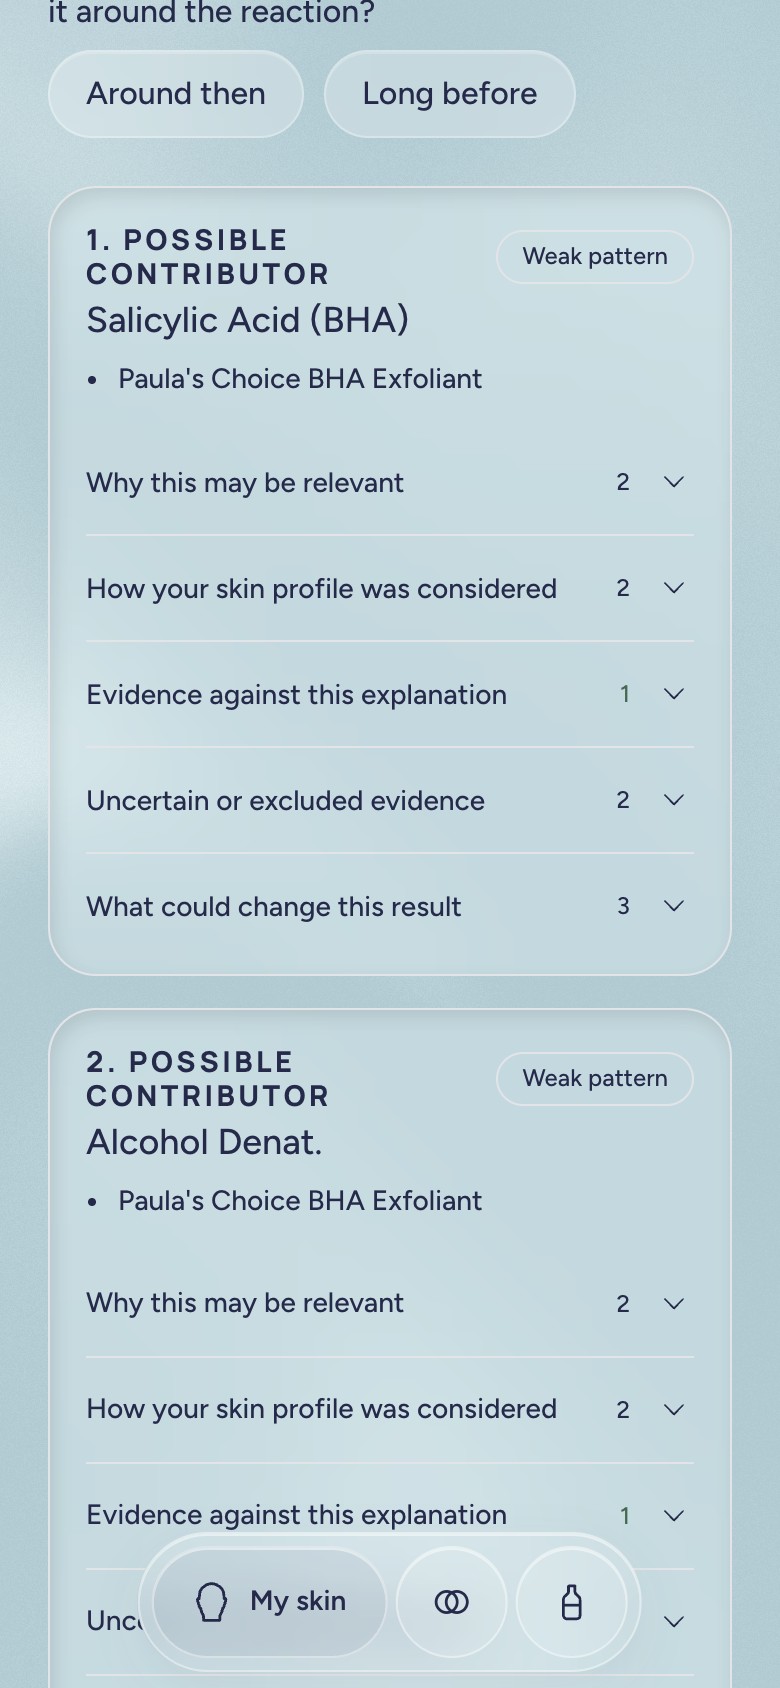 it around the reaction?
Around then
Long before
1. POSSIBLE
CONTRIBUTOR
Weak pattern
Salicylic Acid (BHA)
• Paula's Choice BHA Exfoliant
Why this may be relevant 2
How your skin profile was considered 2
Evidence against this explanation 1
Uncertain or excluded evidence 2
What could change this result 3
2. POSSIBLE
CONTRIBUTOR
Weak pattern
Alcohol Denat.
• Paula's Choice BHA Exfoliant
Why this may be relevant 2
How your skin profile was considered 2
Evidence against this explanation 1
My skin